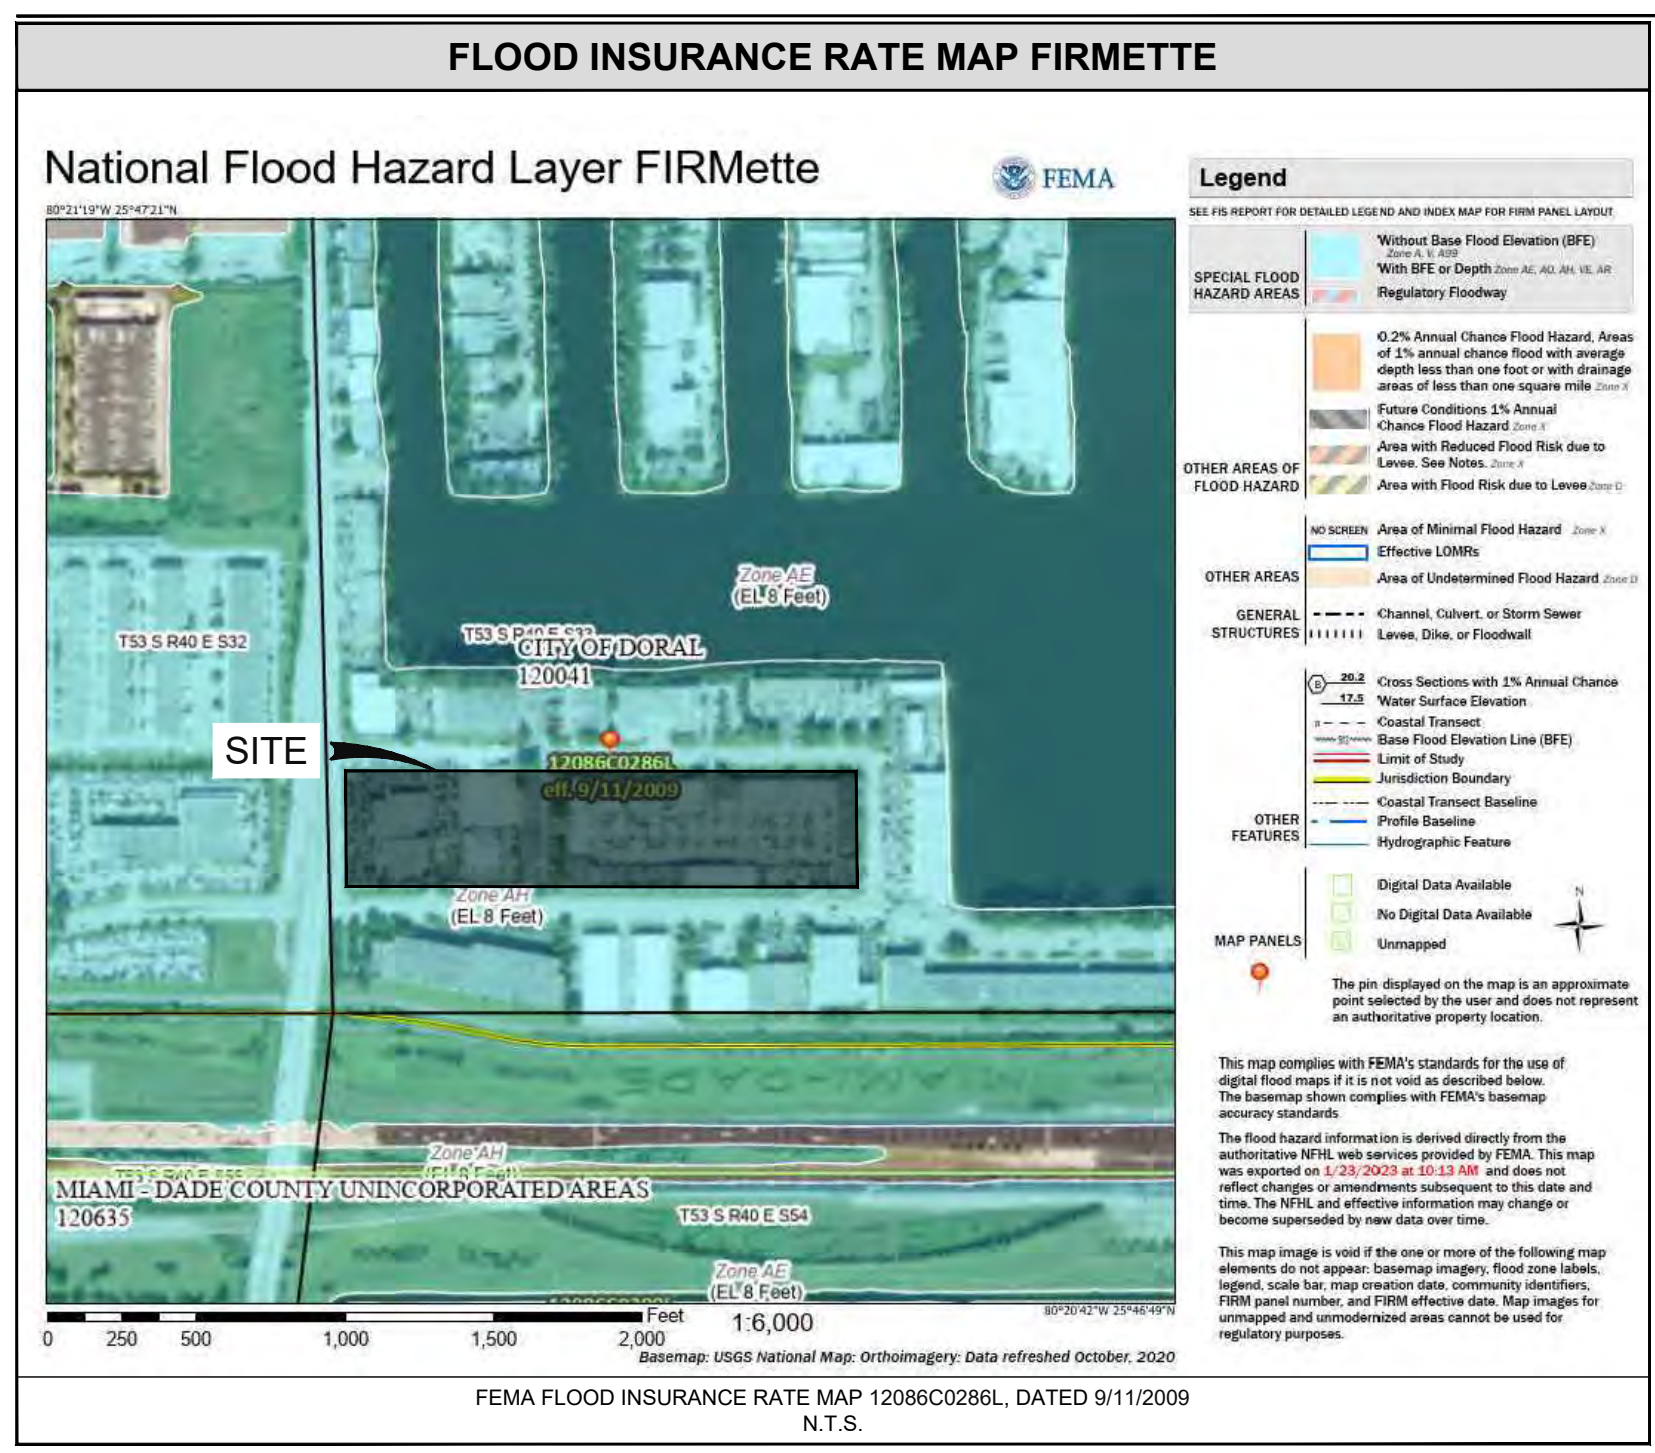 FLOOD INSURANCE RATE MAP FIRMETTE
National Flood Hazard Layer FIRMette
FEMA
80°21'19"W 25°47'21"N
Zone AE
(EL 8 Feet)
T53 S R40 E S32
T53 S R40 E S33
CITY OF DORAL
120041
SITE
12086C0286L
eff. 9/11/2009
Zone AH
(EL 8 Feet)
Zone AH
(EL 8 Feet)
MIAMI - DADE COUNTY UNINCORPORATED AREAS
120635
T53 S R40 E S54
Zone AE
(EL 8 Feet)
80°20'42"W 25°46'49"N
0 250 500 1,000 1,500 2,000
Feet
1:6,000
Basemap: USGS National Map: Orthoimagery: Data refreshed October, 2020
Legend
SEE FIS REPORT FOR DETAILED LEGEND AND INDEX MAP FOR FIRM PANEL LAYOUT
SPECIAL FLOOD
HAZARD AREAS
Without Base Flood Elevation (BFE)
Zone A, V, A99
With BFE or Depth Zone AE, AO, AH, VE, AR
Regulatory Floodway
OTHER AREAS OF
FLOOD HAZARD
0.2% Annual Chance Flood Hazard, Areas
of 1% annual chance flood with average
depth less than one foot or with drainage
areas of less than one square mile Zone X
Future Conditions 1% Annual
Chance Flood Hazard Zone X
Area with Reduced Flood Risk due to
Levee. See Notes. Zone X
Area with Flood Risk due to Levee Zone D
OTHER AREAS
NO SCREEN Area of Minimal Flood Hazard Zone X
Effective LOMRs
Area of Undetermined Flood Hazard Zone D
GENERAL
STRUCTURES
Channel, Culvert, or Storm Sewer
Levee, Dike, or Floodwall
OTHER
FEATURES
B 20.2 Cross Sections with 1% Annual Chance
17.5 Water Surface Elevation
Coastal Transect
Base Flood Elevation Line (BFE)
Limit of Study
Jurisdiction Boundary
Coastal Transect Baseline
Profile Baseline
Hydrographic Feature
MAP PANELS
Digital Data Available
No Digital Data Available
Unmapped
N
The pin displayed on the map is an approximate
point selected by the user and does not represent
an authoritative property location.
This map complies with FEMA's standards for the use of
digital flood maps if it is not void as described below.
The basemap shown complies with FEMA's basemap
accuracy standards
The flood hazard information is derived directly from the
authoritative NFHL web services provided by FEMA. This map
was exported on 1/23/2023 at 10:13 AM and does not
reflect changes or amendments subsequent to this date and
time. The NFHL and effective information may change or
become superseded by new data over time.
This map image is void if the one or more of the following map
elements do not appear: basemap imagery, flood zone labels,
legend, scale bar, map creation date, community identifiers,
FIRM panel number, and FIRM effective date. Map images for
unmapped and unmodernized areas cannot be used for
regulatory purposes.
FEMA FLOOD INSURANCE RATE MAP 12086C0286L, DATED 9/11/2009
N.T.S.